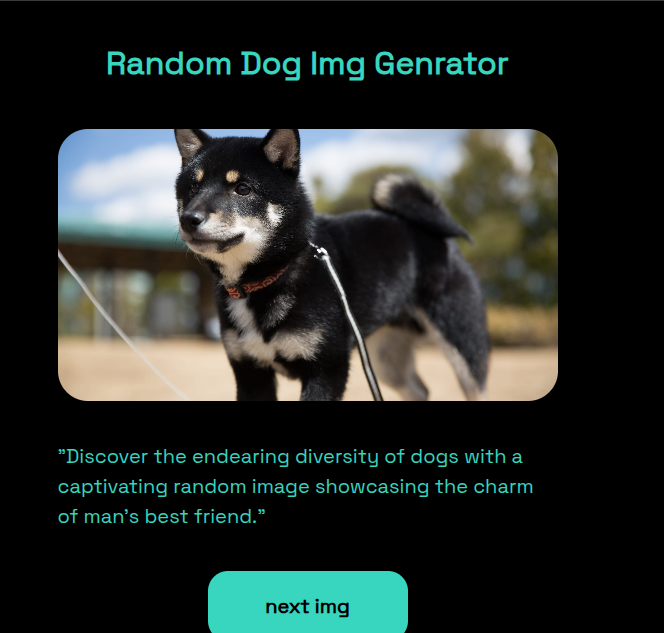 Random Dog Img Genrator
"Discover the endearing diversity of dogs with a
captivating random image showcasing the charm
of man's best friend."
next img